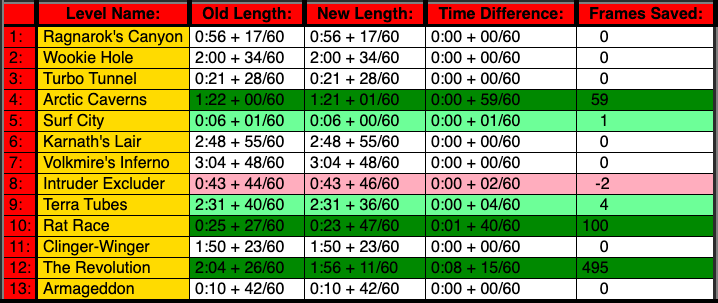 Level Name: Old Length: New Length: Time Difference: Frames Saved:
1: Ragnarok's Canyon 0:56 + 17/60 0:56 + 17/60 0:00 + 00/60 0
2: Wookie Hole 2:00 + 34/60 2:00 + 34/60 0:00 + 00/60 0
3: Turbo Tunnel 0:21 + 28/60 0:21 + 28/60 0:00 + 00/60 0
4: Arctic Caverns 1:22 + 00/60 1:21 + 01/60 0:00 + 59/60 59
5: Surf City 0:06 + 01/60 0:06 + 00/60 0:00 + 01/60 1
6: Karnath's Lair 2:48 + 55/60 2:48 + 55/60 0:00 + 00/60 0
7: Volkmire's Inferno 3:04 + 48/60 3:04 + 48/60 0:00 + 00/60 0
8: Intruder Excluder 0:43 + 44/60 0:43 + 46/60 0:00 + 02/60 -2
9: Terra Tubes 2:31 + 40/60 2:31 + 36/60 0:00 + 04/60 4
10: Rat Race 0:25 + 27/60 0:23 + 47/60 0:01 + 40/60 100
11: Clinger-Winger 1:50 + 23/60 1:50 + 23/60 0:00 + 00/60 0
12: The Revolution 2:04 + 26/60 1:56 + 11/60 0:08 + 15/60 495
13: Armageddon 0:10 + 42/60 0:10 + 42/60 0:00 + 00/60 0